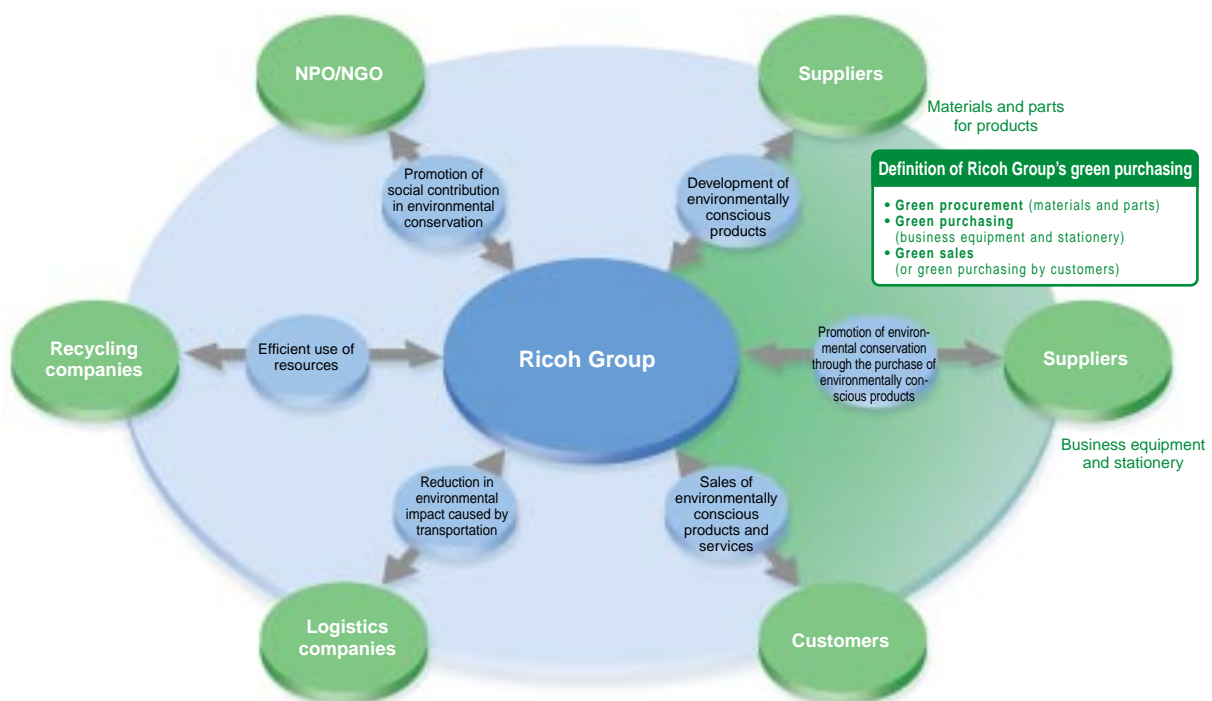 NPO/NGO
Suppliers
Materials and parts
for products
Definition of Ricoh Group's green purchasing
• Green procurement (materials and parts)
• Green purchasing
(business equipment and stationery)
• Green sales
(or green purchasing by customers)
Promotion of
social contribution
in environmental
conservation
Development of
environmentally
conscious
products
Recycling
companies
Efficient use of
resources
Ricoh Group
Promotion of environ-
mental conservation
through the purchase of
environmentally con-
scious products
Suppliers
Business equipment
and stationery
Reduction in
environmental
impact caused by
transportation
Sales of
environmentally
conscious
products and
services
Logistics
companies
Customers